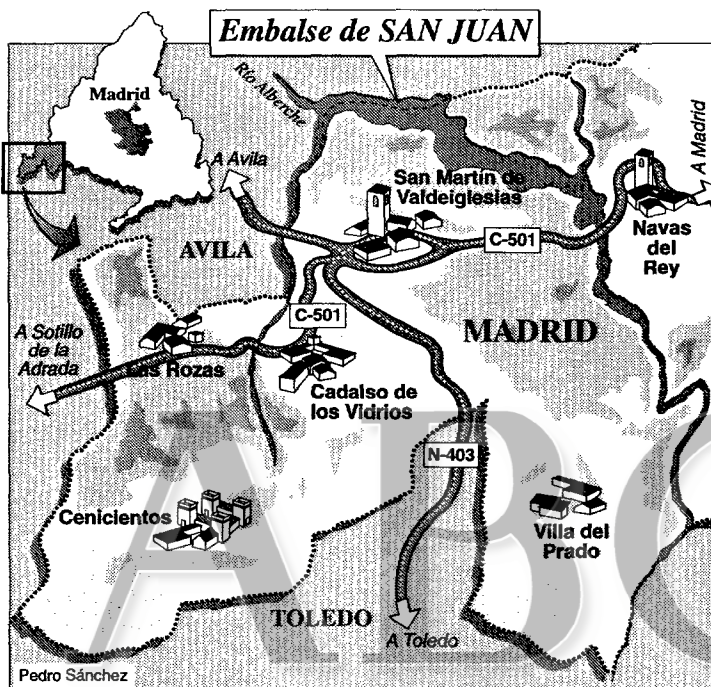 Embalse de SAN JUAN
Madrid
Río Alberche
A Avila
A Madrid
San Martín de
Valdeiglesias
C-501
Navas
del
Rey
AVILA
C-501
MADRID
A Sotillo
de la
Adrada
Las Rozas
Cadalso de
los Vidrios
N-403
Cenicientos
Villa del
Prado
TOLEDO
A Toledo
Pedro Sánchez
ABC